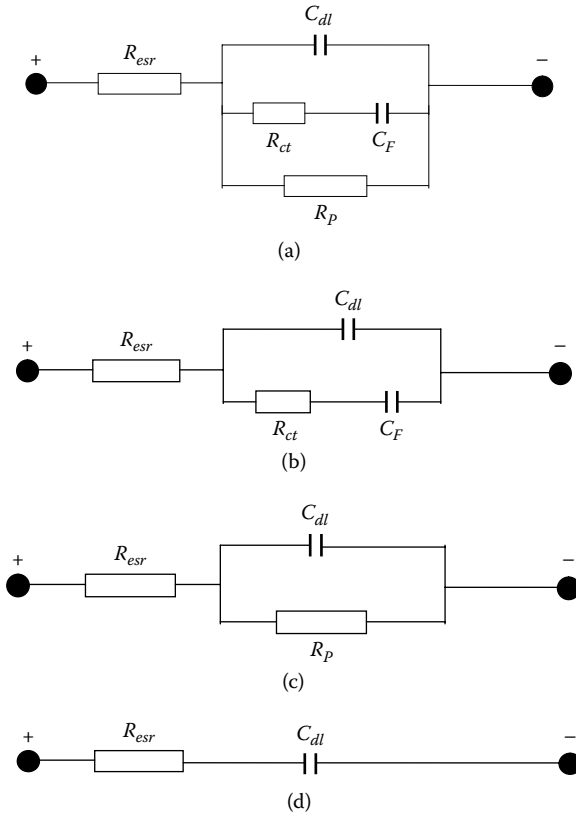 C_dl
+ R_esr −
R_ct C_F
R_P
(a)
C_dl
+ R_esr −
R_ct C_F
(b)
C_dl
+ R_esr −
R_P
(c)
+ R_esr C_dl −
(d)